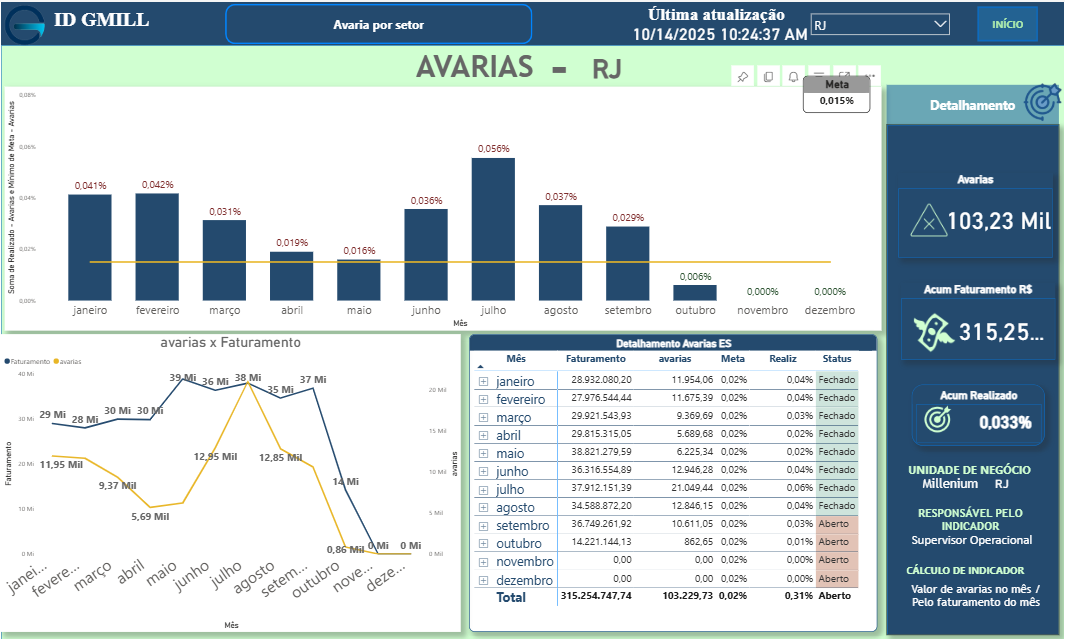 ID GMILL
Avaria por setor
Última atualização
10/14/2025 10:24:37 AM
RJ
INÍCIO
AVARIAS - RJ
Meta
0,015%
Soma de Realizado - Avarias e Mínimo de Meta - Avarias
0,08%
0,06%
0,04%
0,02%
0,00%
0,041%
0,042%
0,031%
0,019%
0,016%
0,036%
0,056%
0,037%
0,029%
0,006%
0,000%
0,000%
janeiro fevereiro março abril maio junho julho agosto setembro outubro novembro dezembro
Mês
avarias x Faturamento
Faturamento avarias
Faturamento
40 Mi
30 Mi
20 Mi
10 Mi
0 Mi
20 Mil
15 Mil
10 Mil
5 Mil
0 Mil
avarias
29 Mi
28 Mi
30 Mi
30 Mi
39 Mi
36 Mi
38 Mi
35 Mi
37 Mi
14 Mi
0 Mi
0 Mi
11,95 Mil
9,37 Mil
5,69 Mil
12,95 Mil
12,85 Mil
0,86 Mil
janei... fevere... março abril maio junho julho agosto setem... outubro nove... deze...
Mês
Detalhamento Avarias ES
Mês Faturamento avarias Meta Realiz Status
janeiro 28.932.080,20 11.954,06 0,02% 0,04% Fechado
fevereiro 27.976.544,44 11.675,39 0,02% 0,04% Fechado
março 29.921.543,93 9.369,69 0,02% 0,03% Fechado
abril 29.815.315,05 5.689,68 0,02% 0,02% Fechado
maio 38.821.279,59 6.225,34 0,02% 0,02% Fechado
junho 36.316.554,89 12.946,28 0,02% 0,04% Fechado
julho 37.912.151,39 21.049,44 0,02% 0,06% Fechado
agosto 34.588.872,20 12.846,15 0,02% 0,04% Fechado
setembro 36.749.261,92 10.611,05 0,02% 0,03% Aberto
outubro 14.221.144,13 862,65 0,02% 0,01% Aberto
novembro 0,00 0,00 0,02% 0,00% Aberto
dezembro 0,00 0,00 0,02% 0,00% Aberto
Total 315.254.747,74 103.229,73 0,02% 0,31% Aberto
Detalhamento
Avarias
103,23 Mil
Acum Faturamento R$
315,25...
Acum Realizado
0,033%
UNIDADE DE NEGÓCIO
Millenium RJ
RESPONSÁVEL PELO
INDICADOR
Supervisor Operacional
CÁLCULO DE INDICADOR
Valor de avarias no mês /
Pelo faturamento do mês